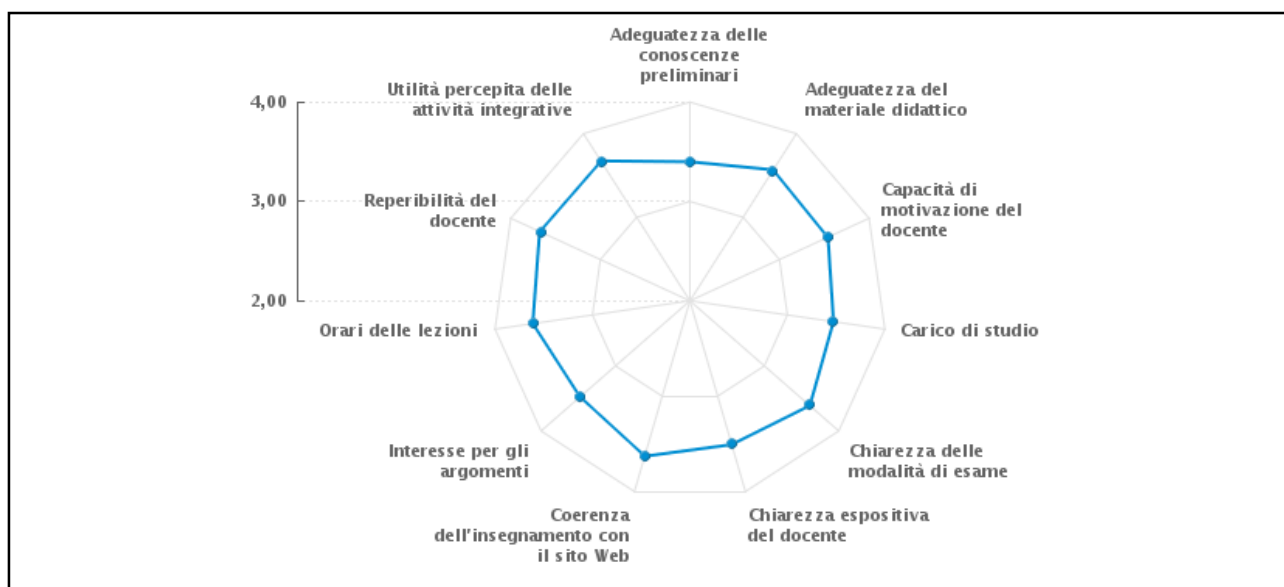 Adeguatezza delle
conoscenze
preliminari
Adeguatezza del
materiale didattico
Capacità di
motivazione del
docente
Carico di studio
Chiarezza delle
modalità di esame
Chiarezza espositiva
del docente
Coerenza
dell'insegnamento con
il sito Web
Interesse per gli
argomenti
Orari delle lezioni
Reperibilità del
docente
Utilità percepita delle
attività integrative
4,00
3,00
2,00